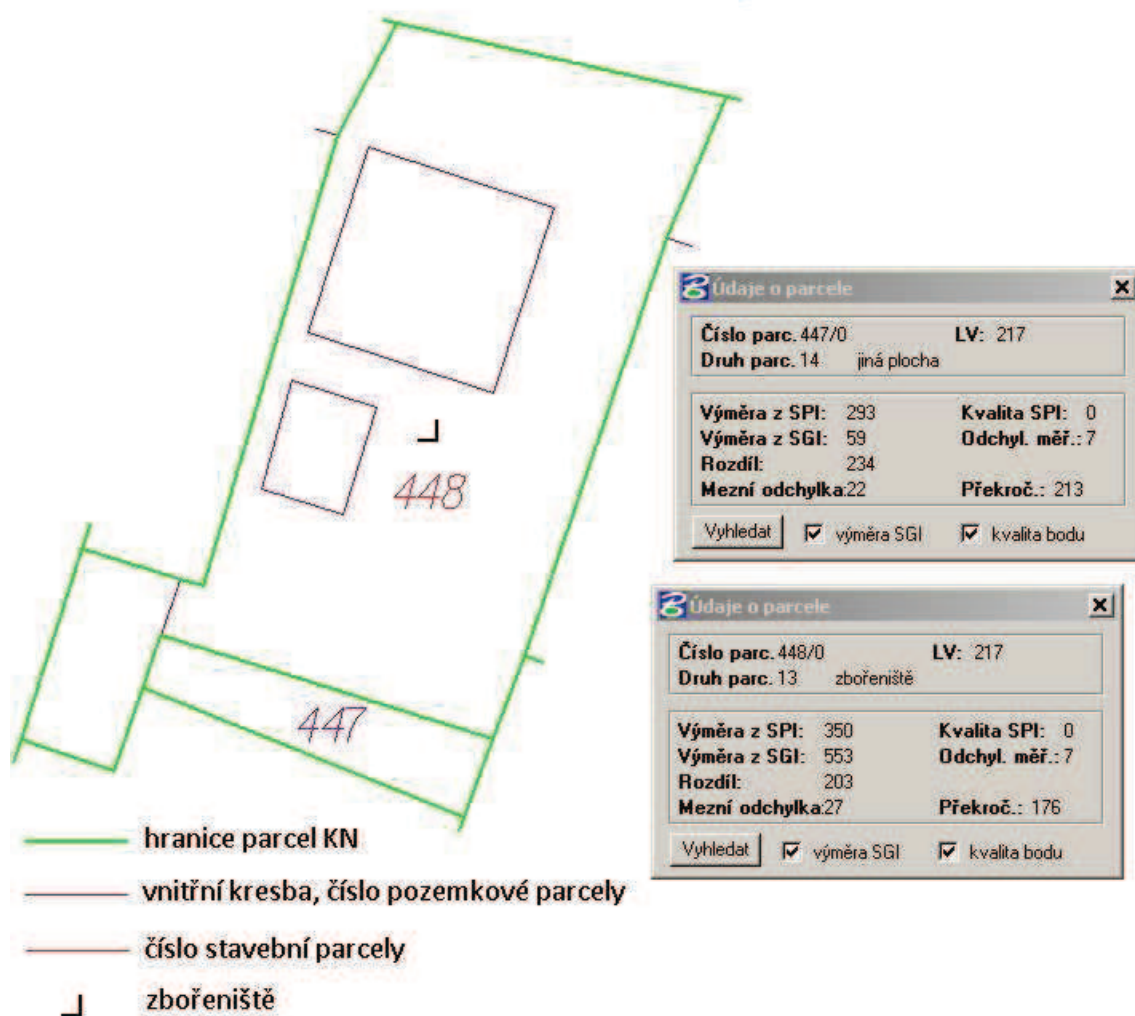 448
447
Údaje o parcele
Číslo parc. 447/0 LV: 217
Druh parc. 14 jiná plocha
Výměra z SPI: 293 Kvalita SPI: 0
Výměra z SGI: 59 Odchyl. měř.: 7
Rozdíl: 234
Mezní odchylka: 22 Překroč.: 213
Vyhledat výměra SGI kvalita bodu
Údaje o parcele
Číslo parc. 448/0 LV: 217
Druh parc. 13 zbořeniště
Výměra z SPI: 350 Kvalita SPI: 0
Výměra z SGI: 553 Odchyl. měř.: 7
Rozdíl: 203
Mezní odchylka: 27 Překroč.: 176
Vyhledat výměra SGI kvalita bodu
hranice parcel KN
vnitřní kresba, číslo pozemkové parcely
číslo stavební parcely
zbořeniště